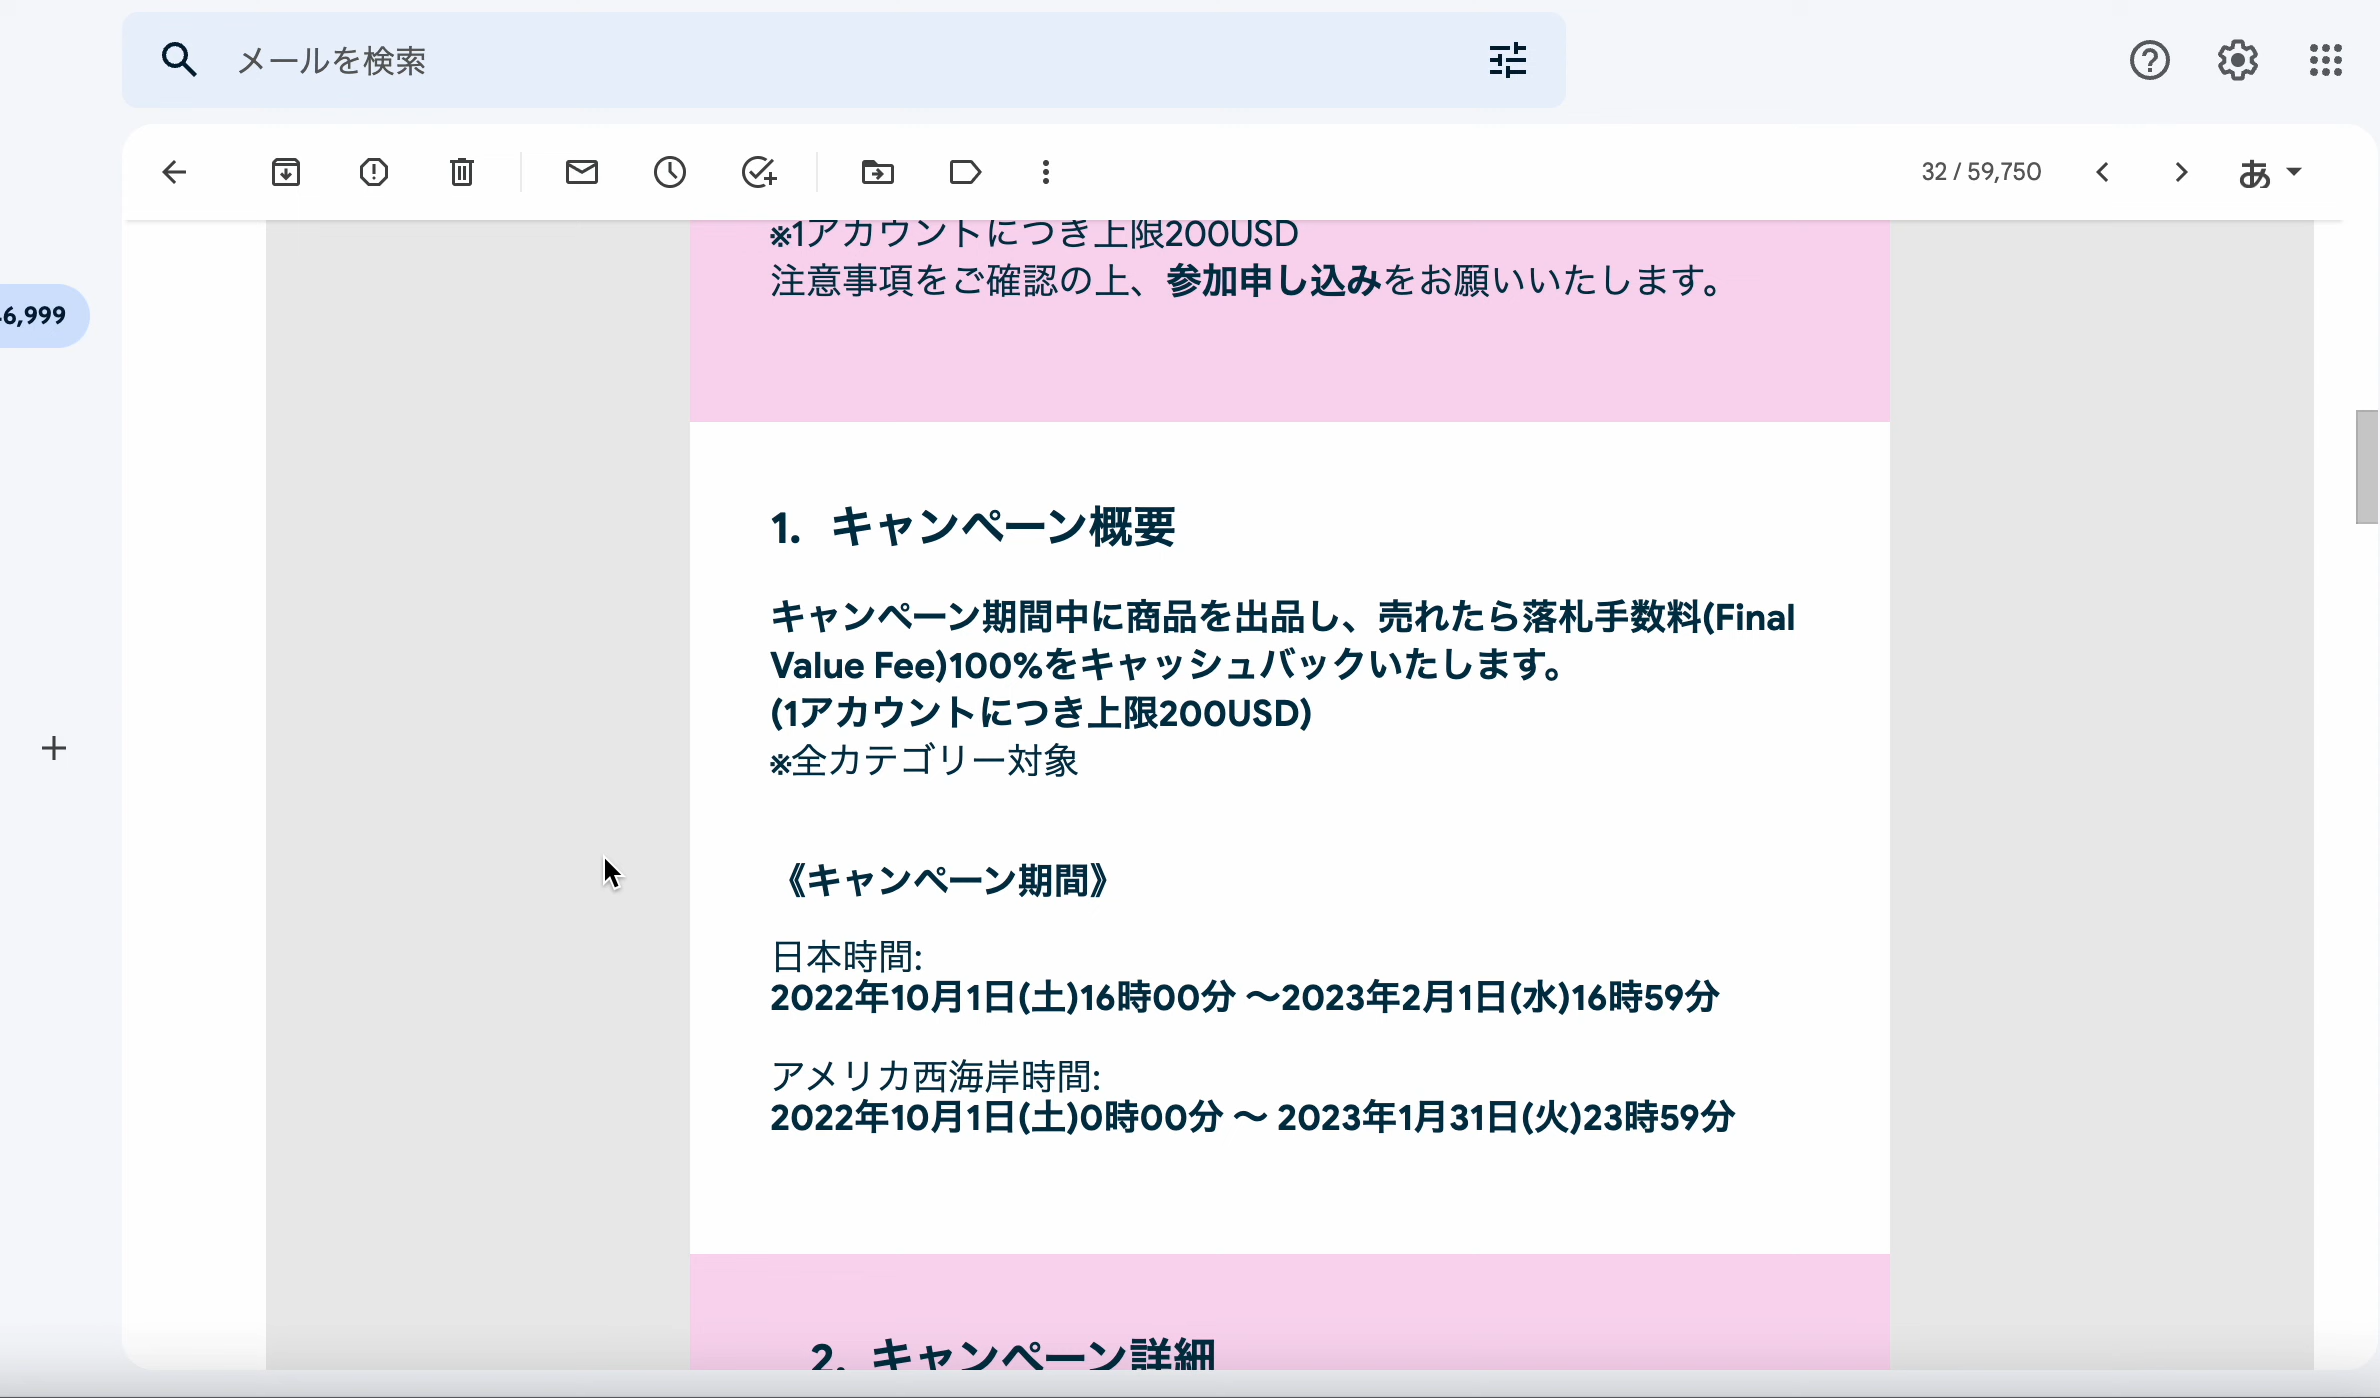 メールを検索
32 / 59,750
あ
※1アカウントにつき上限200USD
注意事項をご確認の上、参加申し込みをお願いいたします。
6,999
1. キャンペーン概要
キャンペーン期間中に商品を出品し、売れたら落札手数料(Final
Value Fee)100%をキャッシュバックいたします。
(1アカウントにつき上限200USD)
※全カテゴリー対象
《キャンペーン期間》
日本時間:
2022年10月1日(土)16時00分 ～2023年2月1日(水)16時59分
アメリカ西海岸時間:
2022年10月1日(土)0時00分 ～ 2023年1月31日(火)23時59分
2. キャンペーン詳細